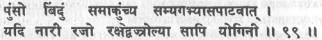 पुंसो बिंदुं समाकुंच्य सम्यगभ्यासपाटवात् ।
यदि नारी रजो रक्षेद्वज्रोल्या सापि योगिनी ॥ ९९ ॥